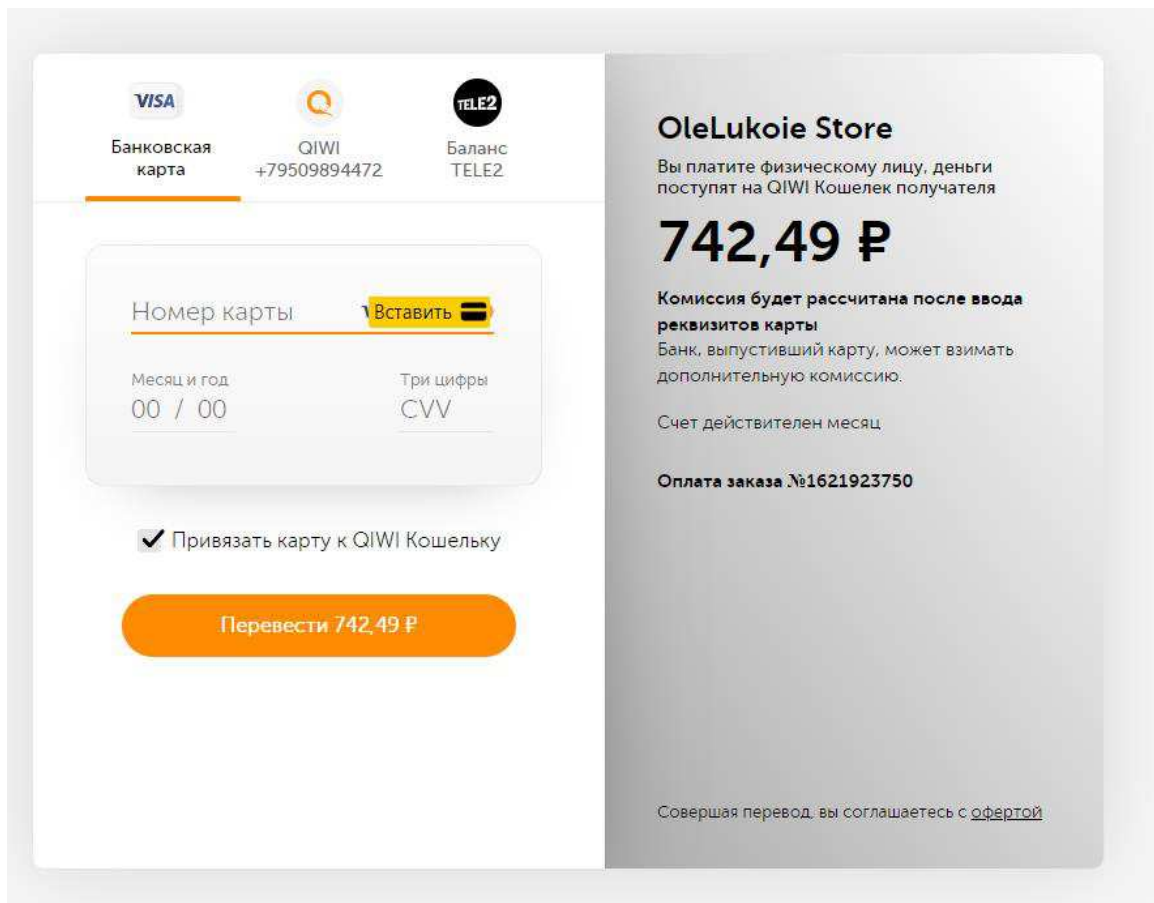 VISA
Банковская
карта
QIWI
+79509894472
TELE2
Баланс
TELE2
Номер карты
Вставить
Месяц и год
00 / 00
Три цифры
CVV
Привязать карту к QIWI Кошельку
Перевести 742,49 ₽
OleLukoie Store
Вы платите физическому лицу, деньги
поступят на QIWI Кошелек получателя
742,49 ₽
Комиссия будет рассчитана после ввода
реквизитов карты
Банк, выпустивший карту, может взимать
дополнительную комиссию.
Счет действителен месяц
Оплата заказа №1621923750
Совершая перевод, вы соглашаетесь с офертой